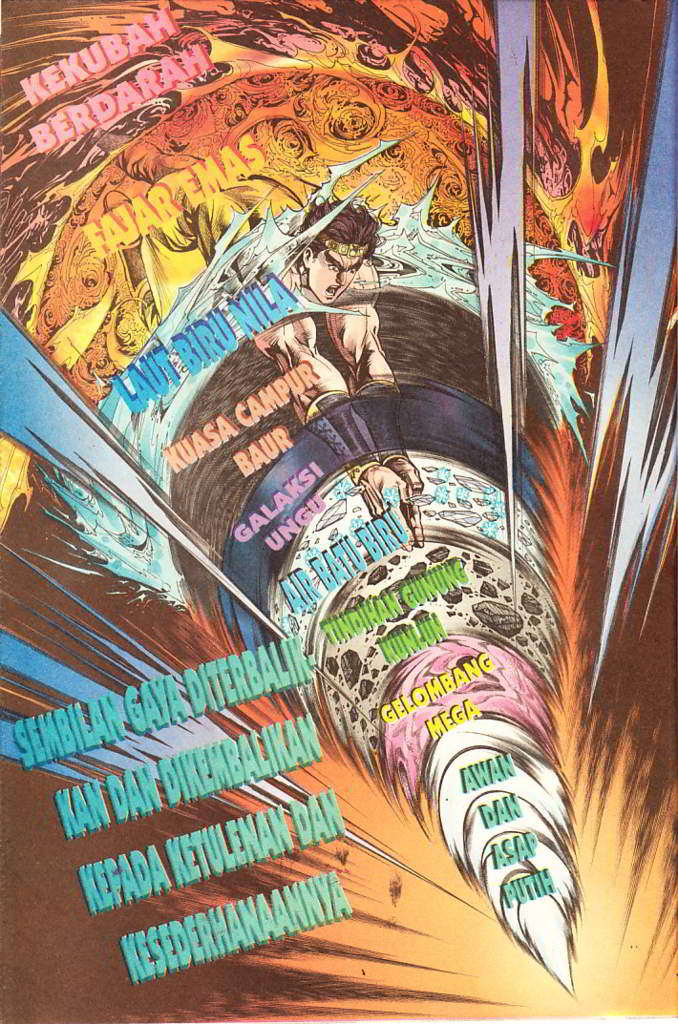 KEKUBAH
BERDARAH
FAJAR EMAS
LAUT BIRU NILA
KUASA CAMPUR
BAUR
GALAKSI
UNGU
AIR BATU BIRU
TINDIHAN GUNUNG
RUNTUH
GELOMBANG
MEGA
AWAN
DAN
ASAP
PUTIH
SEMBILAN GAYA DITERBALIK
KAN DAN DIKEMBALIKAN
KEPADA KETULENAN DAN
KESEDERHANAANNYA